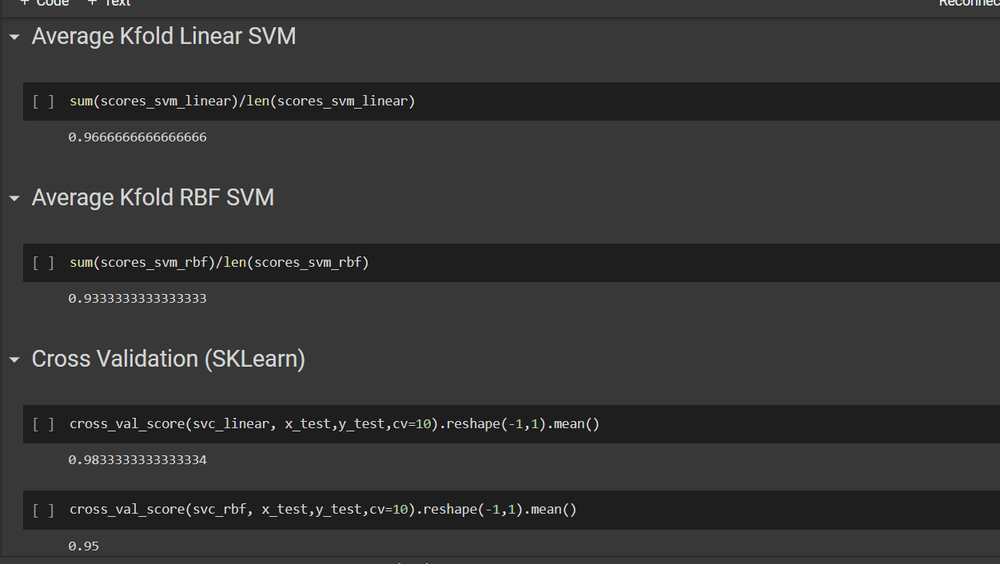 + Code + Text
Reconnec
Average Kfold Linear SVM
[ ] sum(scores_svm_linear)/len(scores_svm_linear)
0.9666666666666666
Average Kfold RBF SVM
[ ] sum(scores_svm_rbf)/len(scores_svm_rbf)
0.9333333333333333
Cross Validation (SKLearn)
[ ] cross_val_score(svc_linear, x_test,y_test,cv=10).reshape(-1,1).mean()
0.9833333333333334
[ ] cross_val_score(svc_rbf, x_test,y_test,cv=10).reshape(-1,1).mean()
0.95